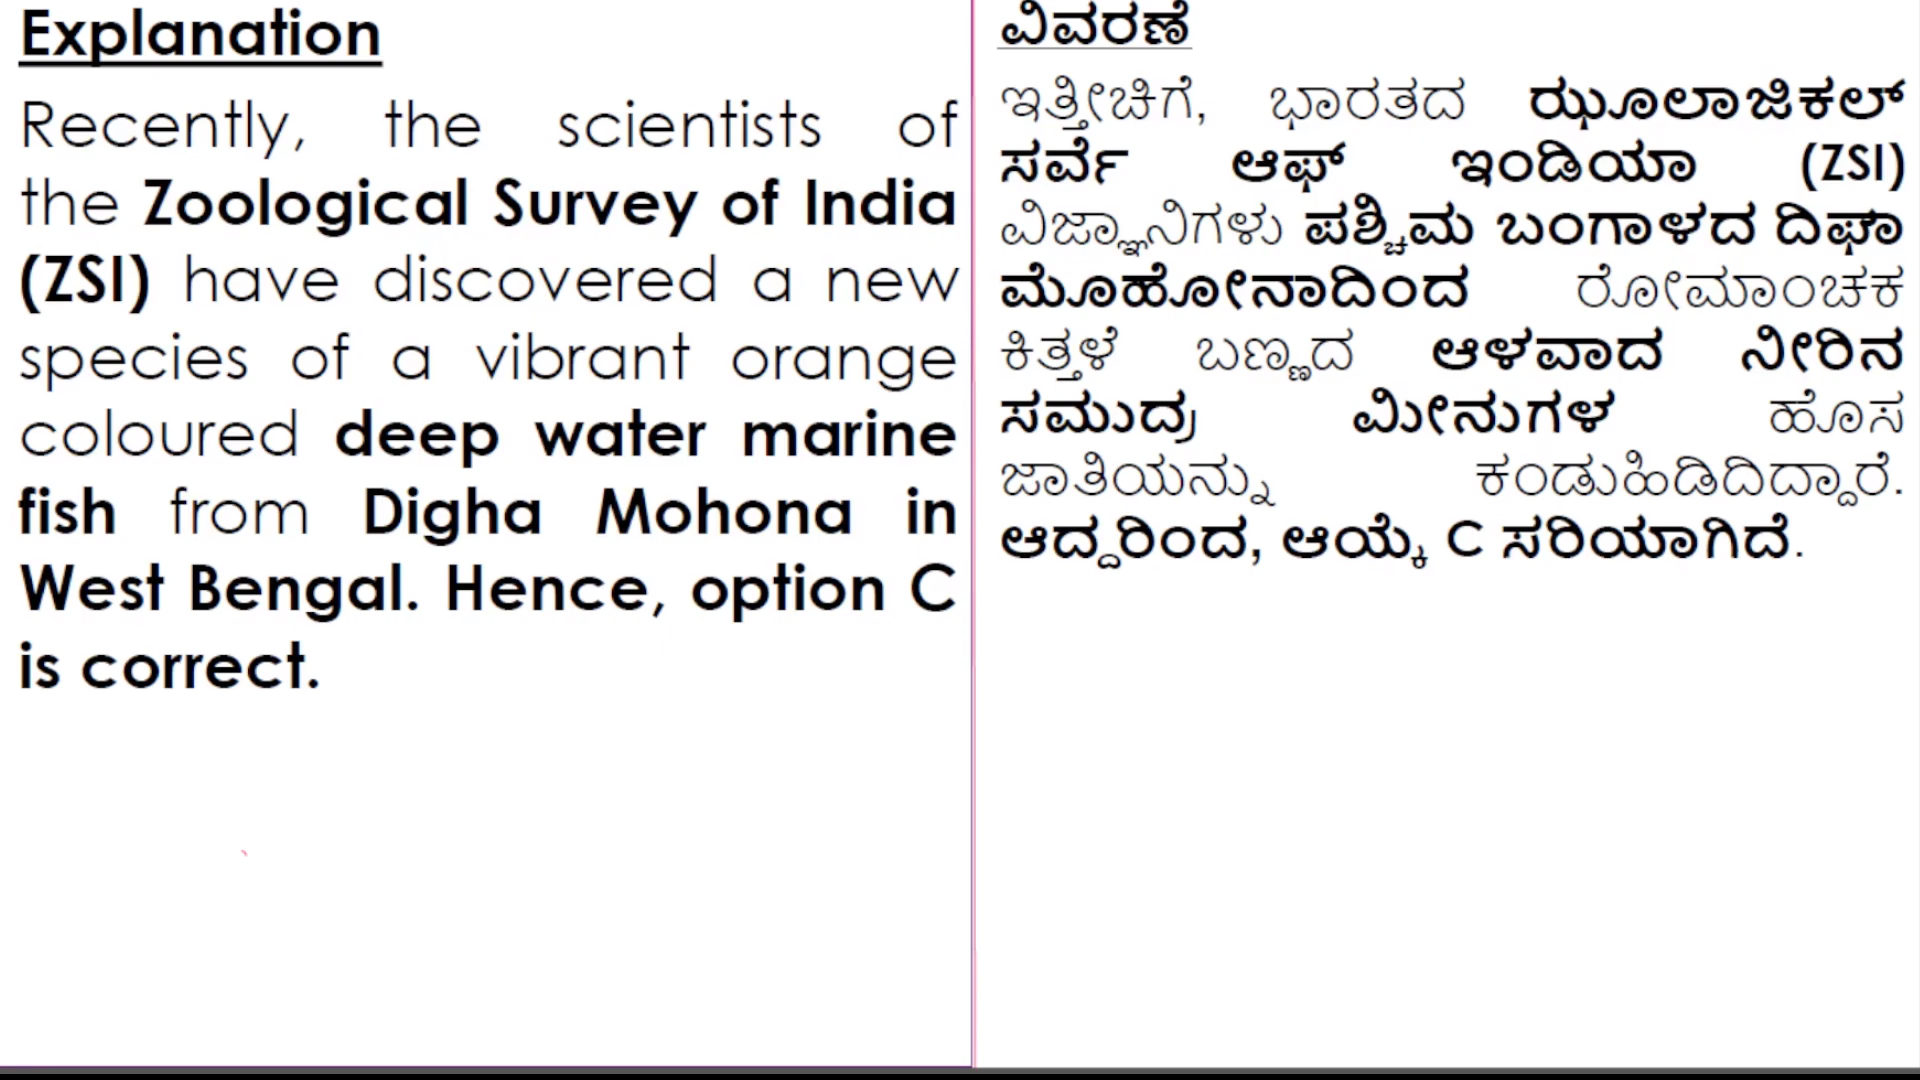 Explanation
Recently, the scientists of
the Zoological Survey of India
(ZSI) have discovered a new
species of a vibrant orange
coloured deep water marine
fish from Digha Mohona in
West Bengal. Hence, option C
is correct.
ವಿವರಣೆ
ಇತ್ತೀಚಿಗೆ, ಭಾರತದ ಝೂಲಾಜಿಕಲ್
ಸರ್ವೆ ಆಫ್ ಇಂಡಿಯಾ (ZSI)
ವಿಜ್ಞಾನಿಗಳು ಪಶ್ಚಿಮ ಬಂಗಾಳದ ದಿಘಾ
ಮೊಹೋನಾದಿಂದ ರೋಮಾಂಚಕ
ಕಿತ್ತಳೆ ಬಣ್ಣದ ಆಳವಾದ ನೀರಿನ
ಸಮುದ್ರ ಮೀನುಗಳ ಹೊಸ
ಜಾತಿಯನ್ನು ಕಂಡುಹಿಡಿದಿದ್ದಾರೆ.
ಆದ್ದರಿಂದ, ಆಯ್ಕೆ C ಸರಿಯಾಗಿದೆ.